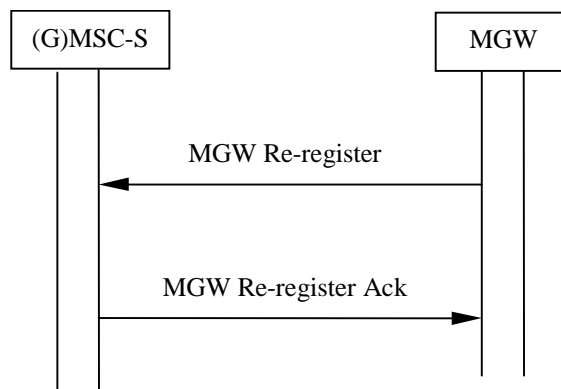 (G)MSC-S
MGW
MGW Re-register
MGW Re-register Ack